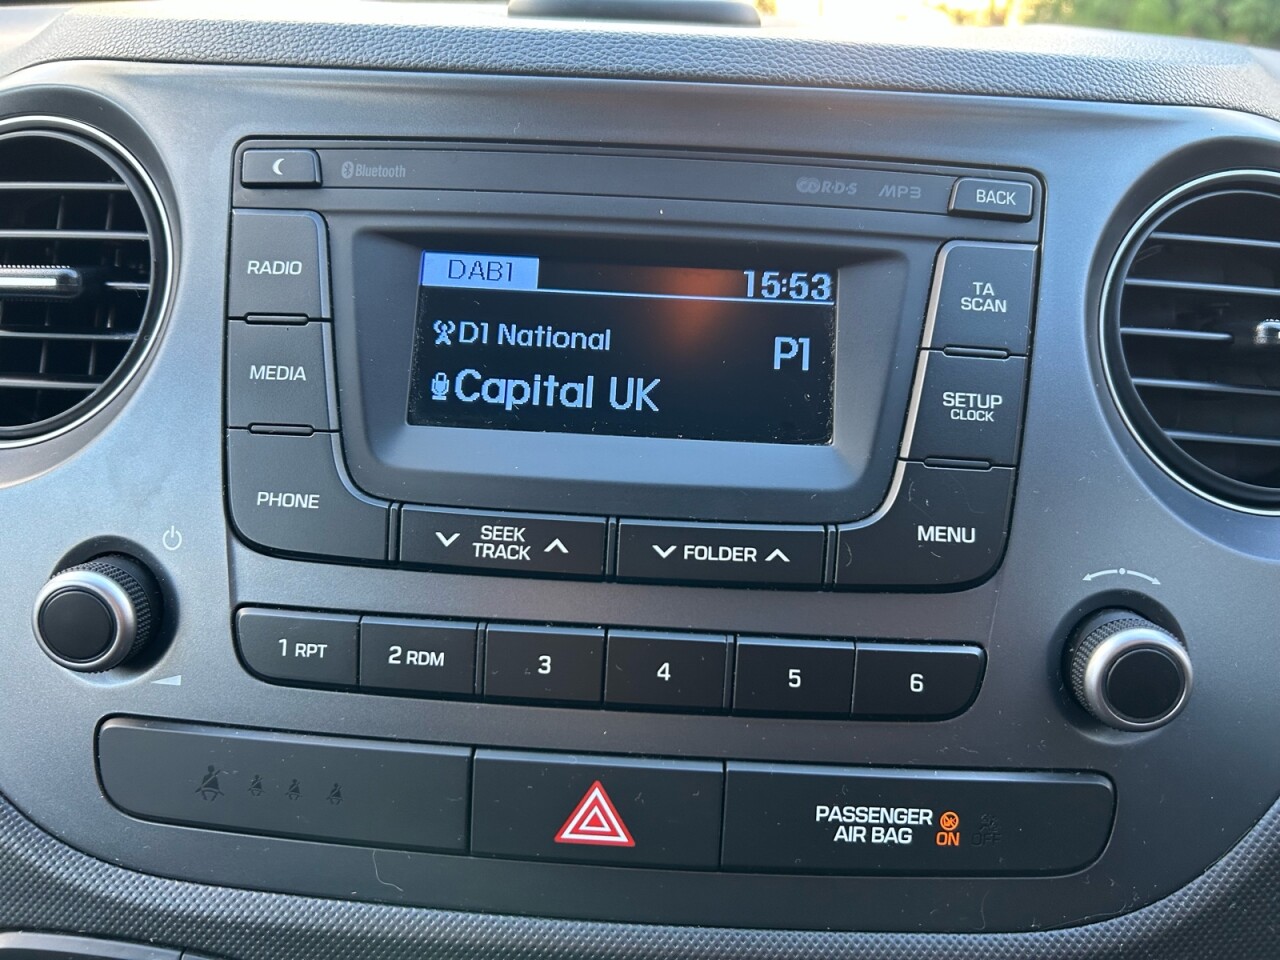 Bluetooth
R·D·S
MP3
BACK
RADIO
MEDIA
PHONE
DAB1
15:53
D1 National
P1
Capital UK
TA
SCAN
SETUP
CLOCK
MENU
SEEK
TRACK
FOLDER
1 RPT
2 RDM
3
4
5
6
PASSENGER
AIR BAG
ON
OFF